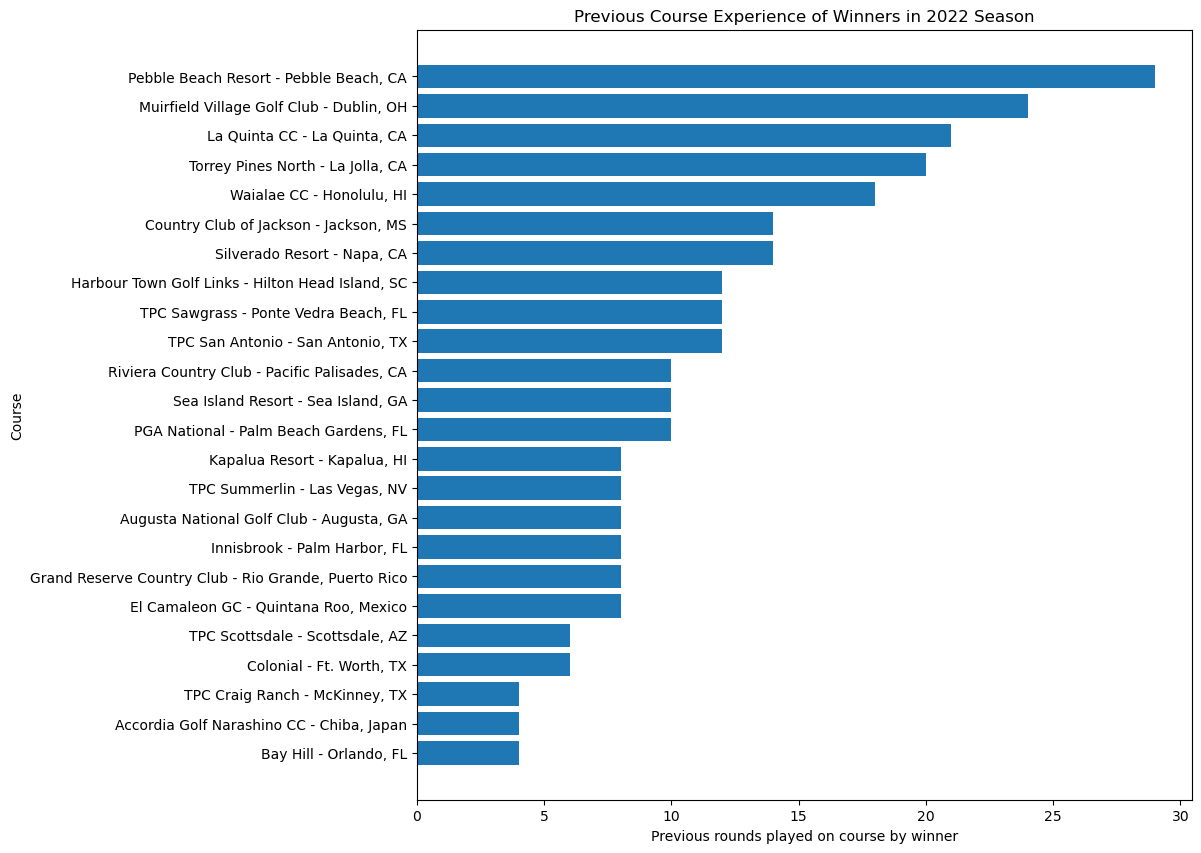 Previous Course Experience of Winners in 2022 Season
Course
Pebble Beach Resort - Pebble Beach, CA
Muirfield Village Golf Club - Dublin, OH
La Quinta CC - La Quinta, CA
Torrey Pines North - La Jolla, CA
Waialae CC - Honolulu, HI
Country Club of Jackson - Jackson, MS
Silverado Resort - Napa, CA
Harbour Town Golf Links - Hilton Head Island, SC
TPC Sawgrass - Ponte Vedra Beach, FL
TPC San Antonio - San Antonio, TX
Riviera Country Club - Pacific Palisades, CA
Sea Island Resort - Sea Island, GA
PGA National - Palm Beach Gardens, FL
Kapalua Resort - Kapalua, HI
TPC Summerlin - Las Vegas, NV
Augusta National Golf Club - Augusta, GA
Innisbrook - Palm Harbor, FL
Grand Reserve Country Club - Rio Grande, Puerto Rico
El Camaleon GC - Quintana Roo, Mexico
TPC Scottsdale - Scottsdale, AZ
Colonial - Ft. Worth, TX
TPC Craig Ranch - McKinney, TX
Accordia Golf Narashino CC - Chiba, Japan
Bay Hill - Orlando, FL
0 5 10 15 20 25 30
Previous rounds played on course by winner